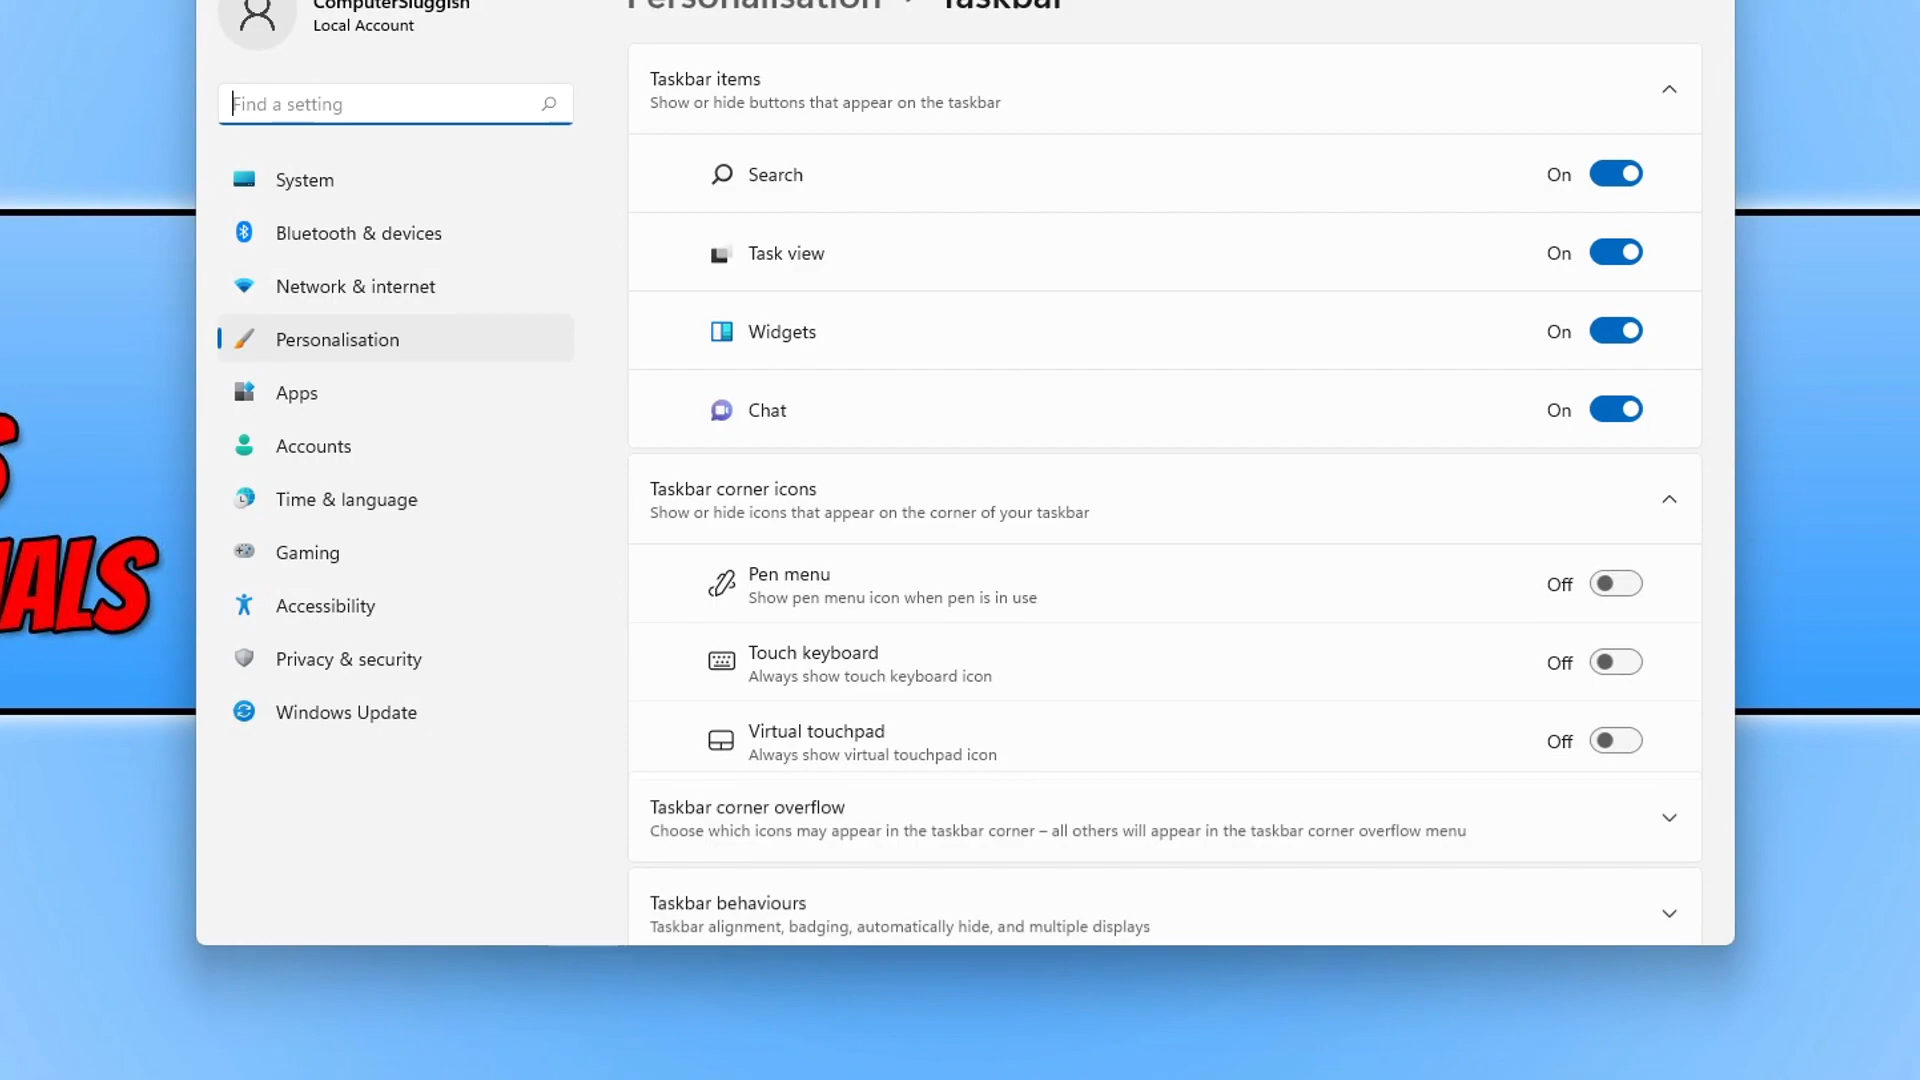 ComputerSluggish
Local Account
Personalisation > Taskbar
Find a setting
System
Bluetooth & devices
Network & internet
Personalisation
Apps
Accounts
Time & language
Gaming
Accessibility
Privacy & security
Windows Update
Taskbar items
Show or hide buttons that appear on the taskbar
Search On
Task view On
Widgets On
Chat On
Taskbar corner icons
Show or hide icons that appear on the corner of your taskbar
Pen menu
Show pen menu icon when pen is in use
Off
Touch keyboard
Always show touch keyboard icon
Off
Virtual touchpad
Always show virtual touchpad icon
Off
Taskbar corner overflow
Choose which icons may appear in the taskbar corner – all others will appear in the taskbar corner overflow menu
Taskbar behaviours
Taskbar alignment, badging, automatically hide, and multiple displays